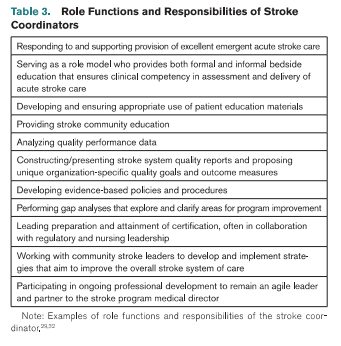 Table 3. Role Functions and Responsibilities of Stroke
Coordinators
Responding to and supporting provision of excellent emergent acute stroke care
Serving as a role model who provides both formal and informal bedside
education that ensures clinical competency in assessment and delivery of
acute stroke care
Developing and ensuring appropriate use of patient education materials
Providing stroke community education
Analyzing quality performance data
Constructing/presenting stroke system quality reports and proposing
unique organization-specific quality goals and outcome measures
Developing evidence-based policies and procedures
Performing gap analyses that explore and clarify areas for program improvement
Leading preparation and attainment of certification, often in collaboration
with regulatory and nursing leadership
Working with community stroke leaders to develop and implement strate-
gies that aim to improve the overall stroke system of care
Participating in ongoing professional development to remain an agile leader
and partner to the stroke program medical director
Note: Examples of role functions and responsibilities of the stroke coor-
dinator.29,32